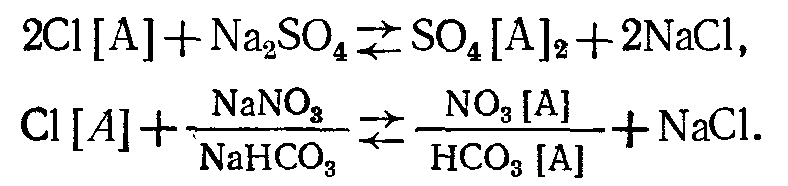 2Cl [A] + Na₂SO₄ ⇄ SO₄ [A]₂ + 2NaCl,
Cl [A] + NaNO₃/NaHCO₃ ⇄ NO₃ [A]/HCO₃ [A] + NaCl.